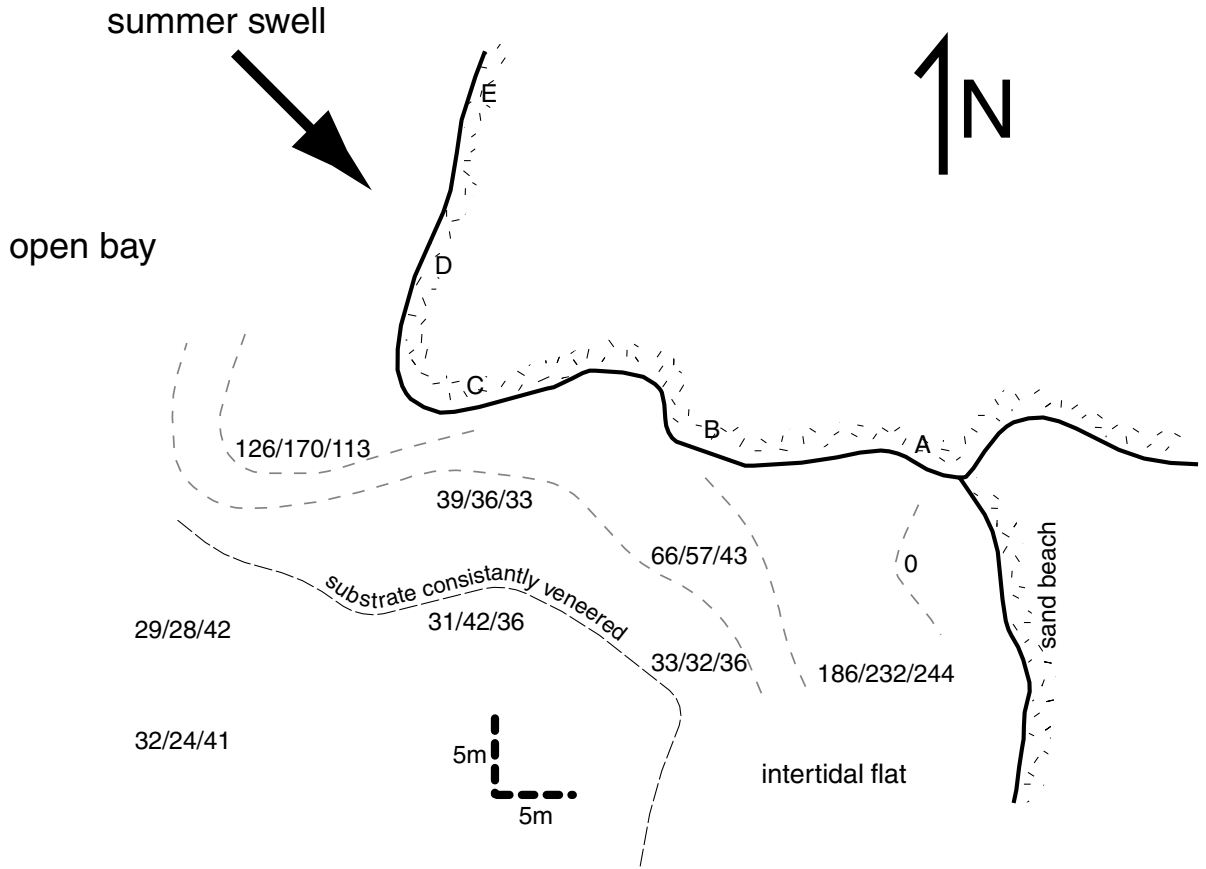 summer swell
E
N
open bay
D
C
B
A
126/170/113
39/36/33
66/57/43
0
substrate consistantly veneered
sand beach
29/28/42
31/42/36
33/32/36
186/232/244
32/24/41
5m
intertidal flat
5m